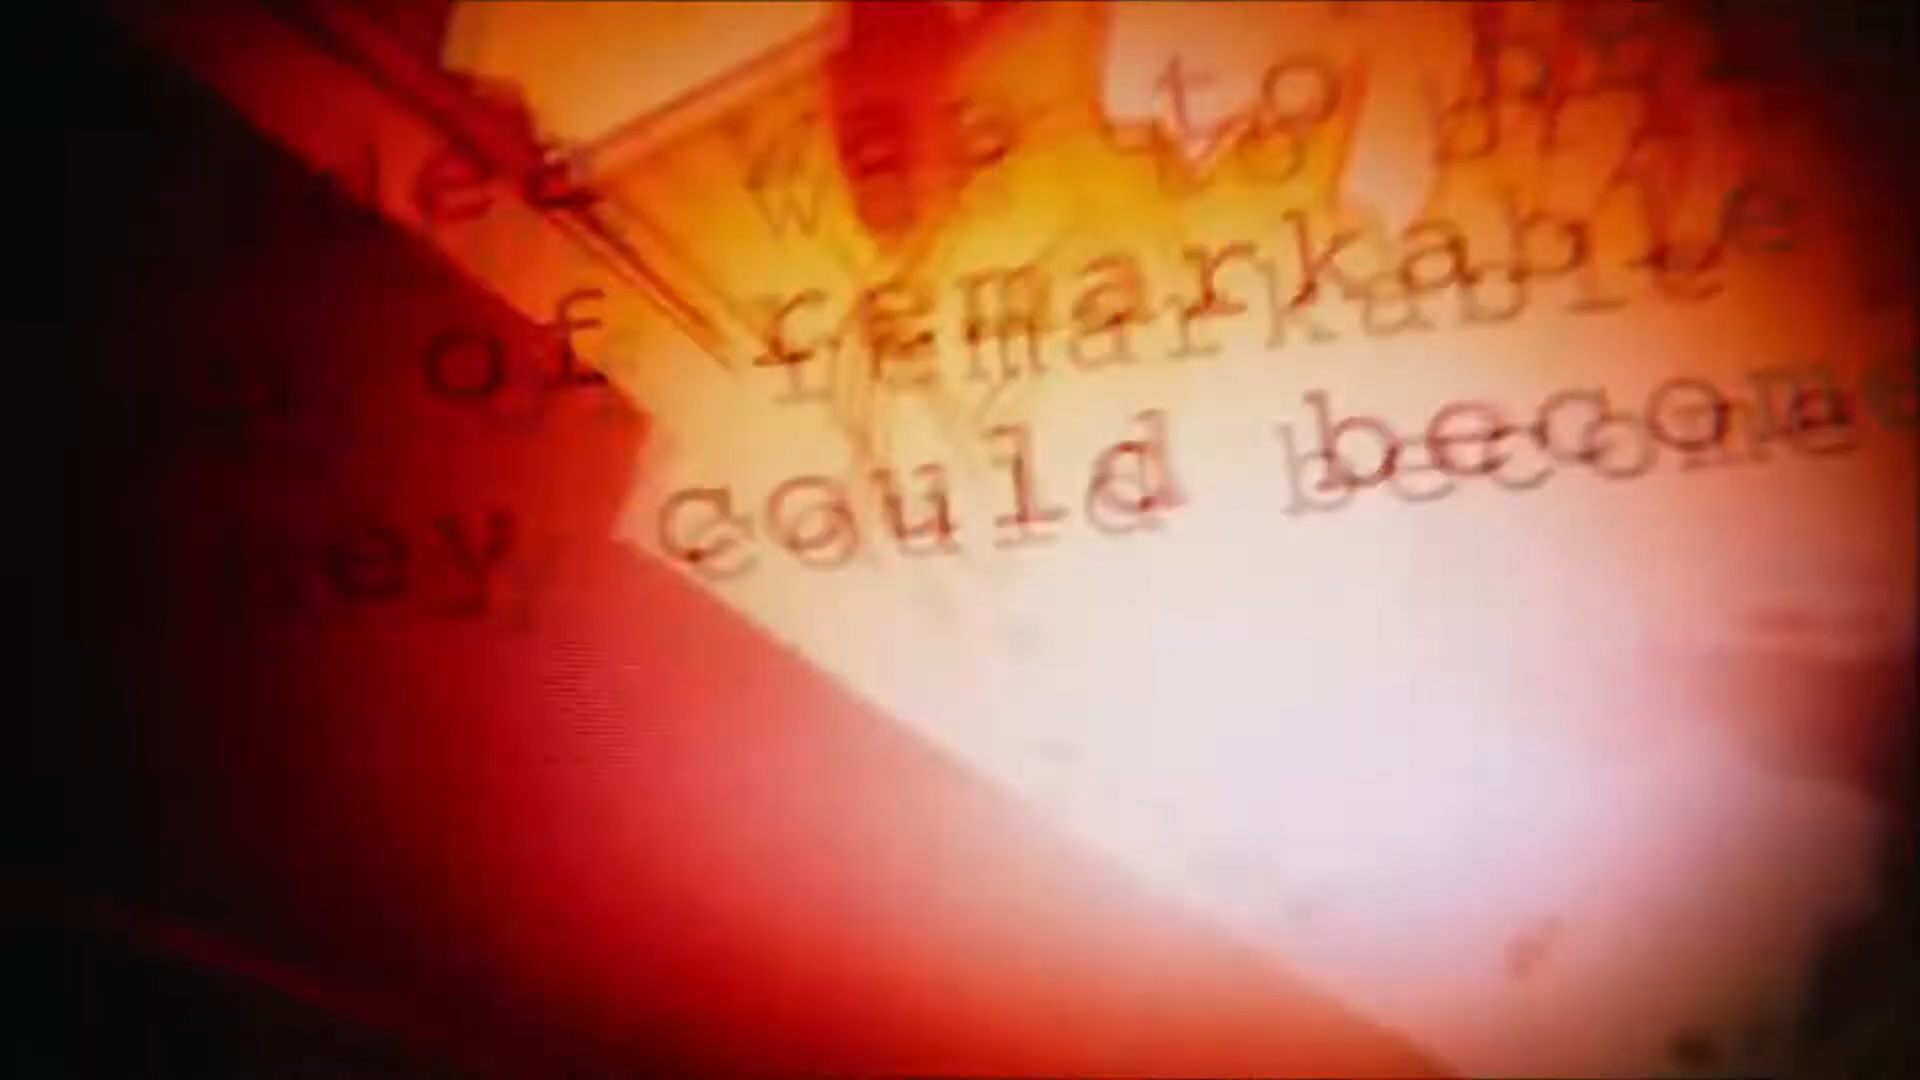 was to
of remarkable
ey could become